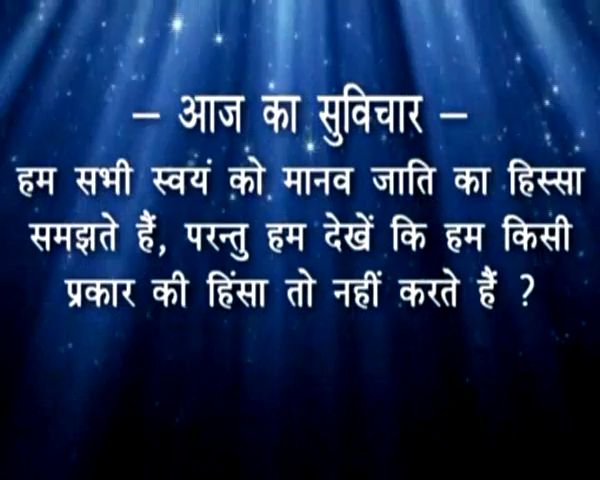 – आज का सुविचार –
हम सभी स्वयं को मानव जाति का हिस्सा
समझते हैं, परन्तु हम देखें कि हम किसी
प्रकार की हिंसा तो नहीं करते हैं ?